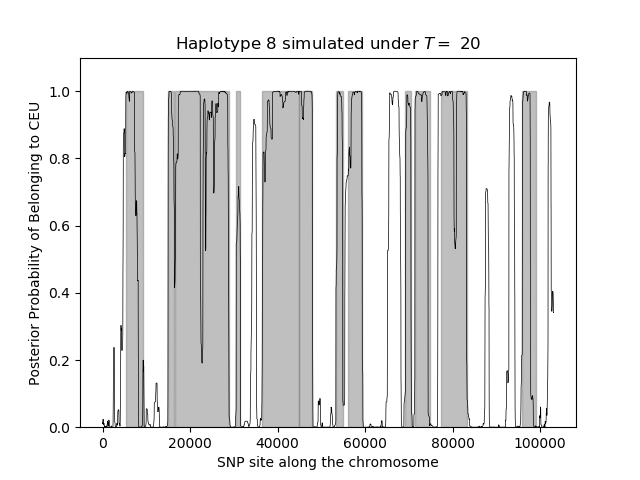 Haplotype 8 simulated under T = 20
Posterior Probability of Belonging to CEU
1.0
0.8
0.6
0.4
0.2
0.0
0 20000 40000 60000 80000 100000
SNP site along the chromosome